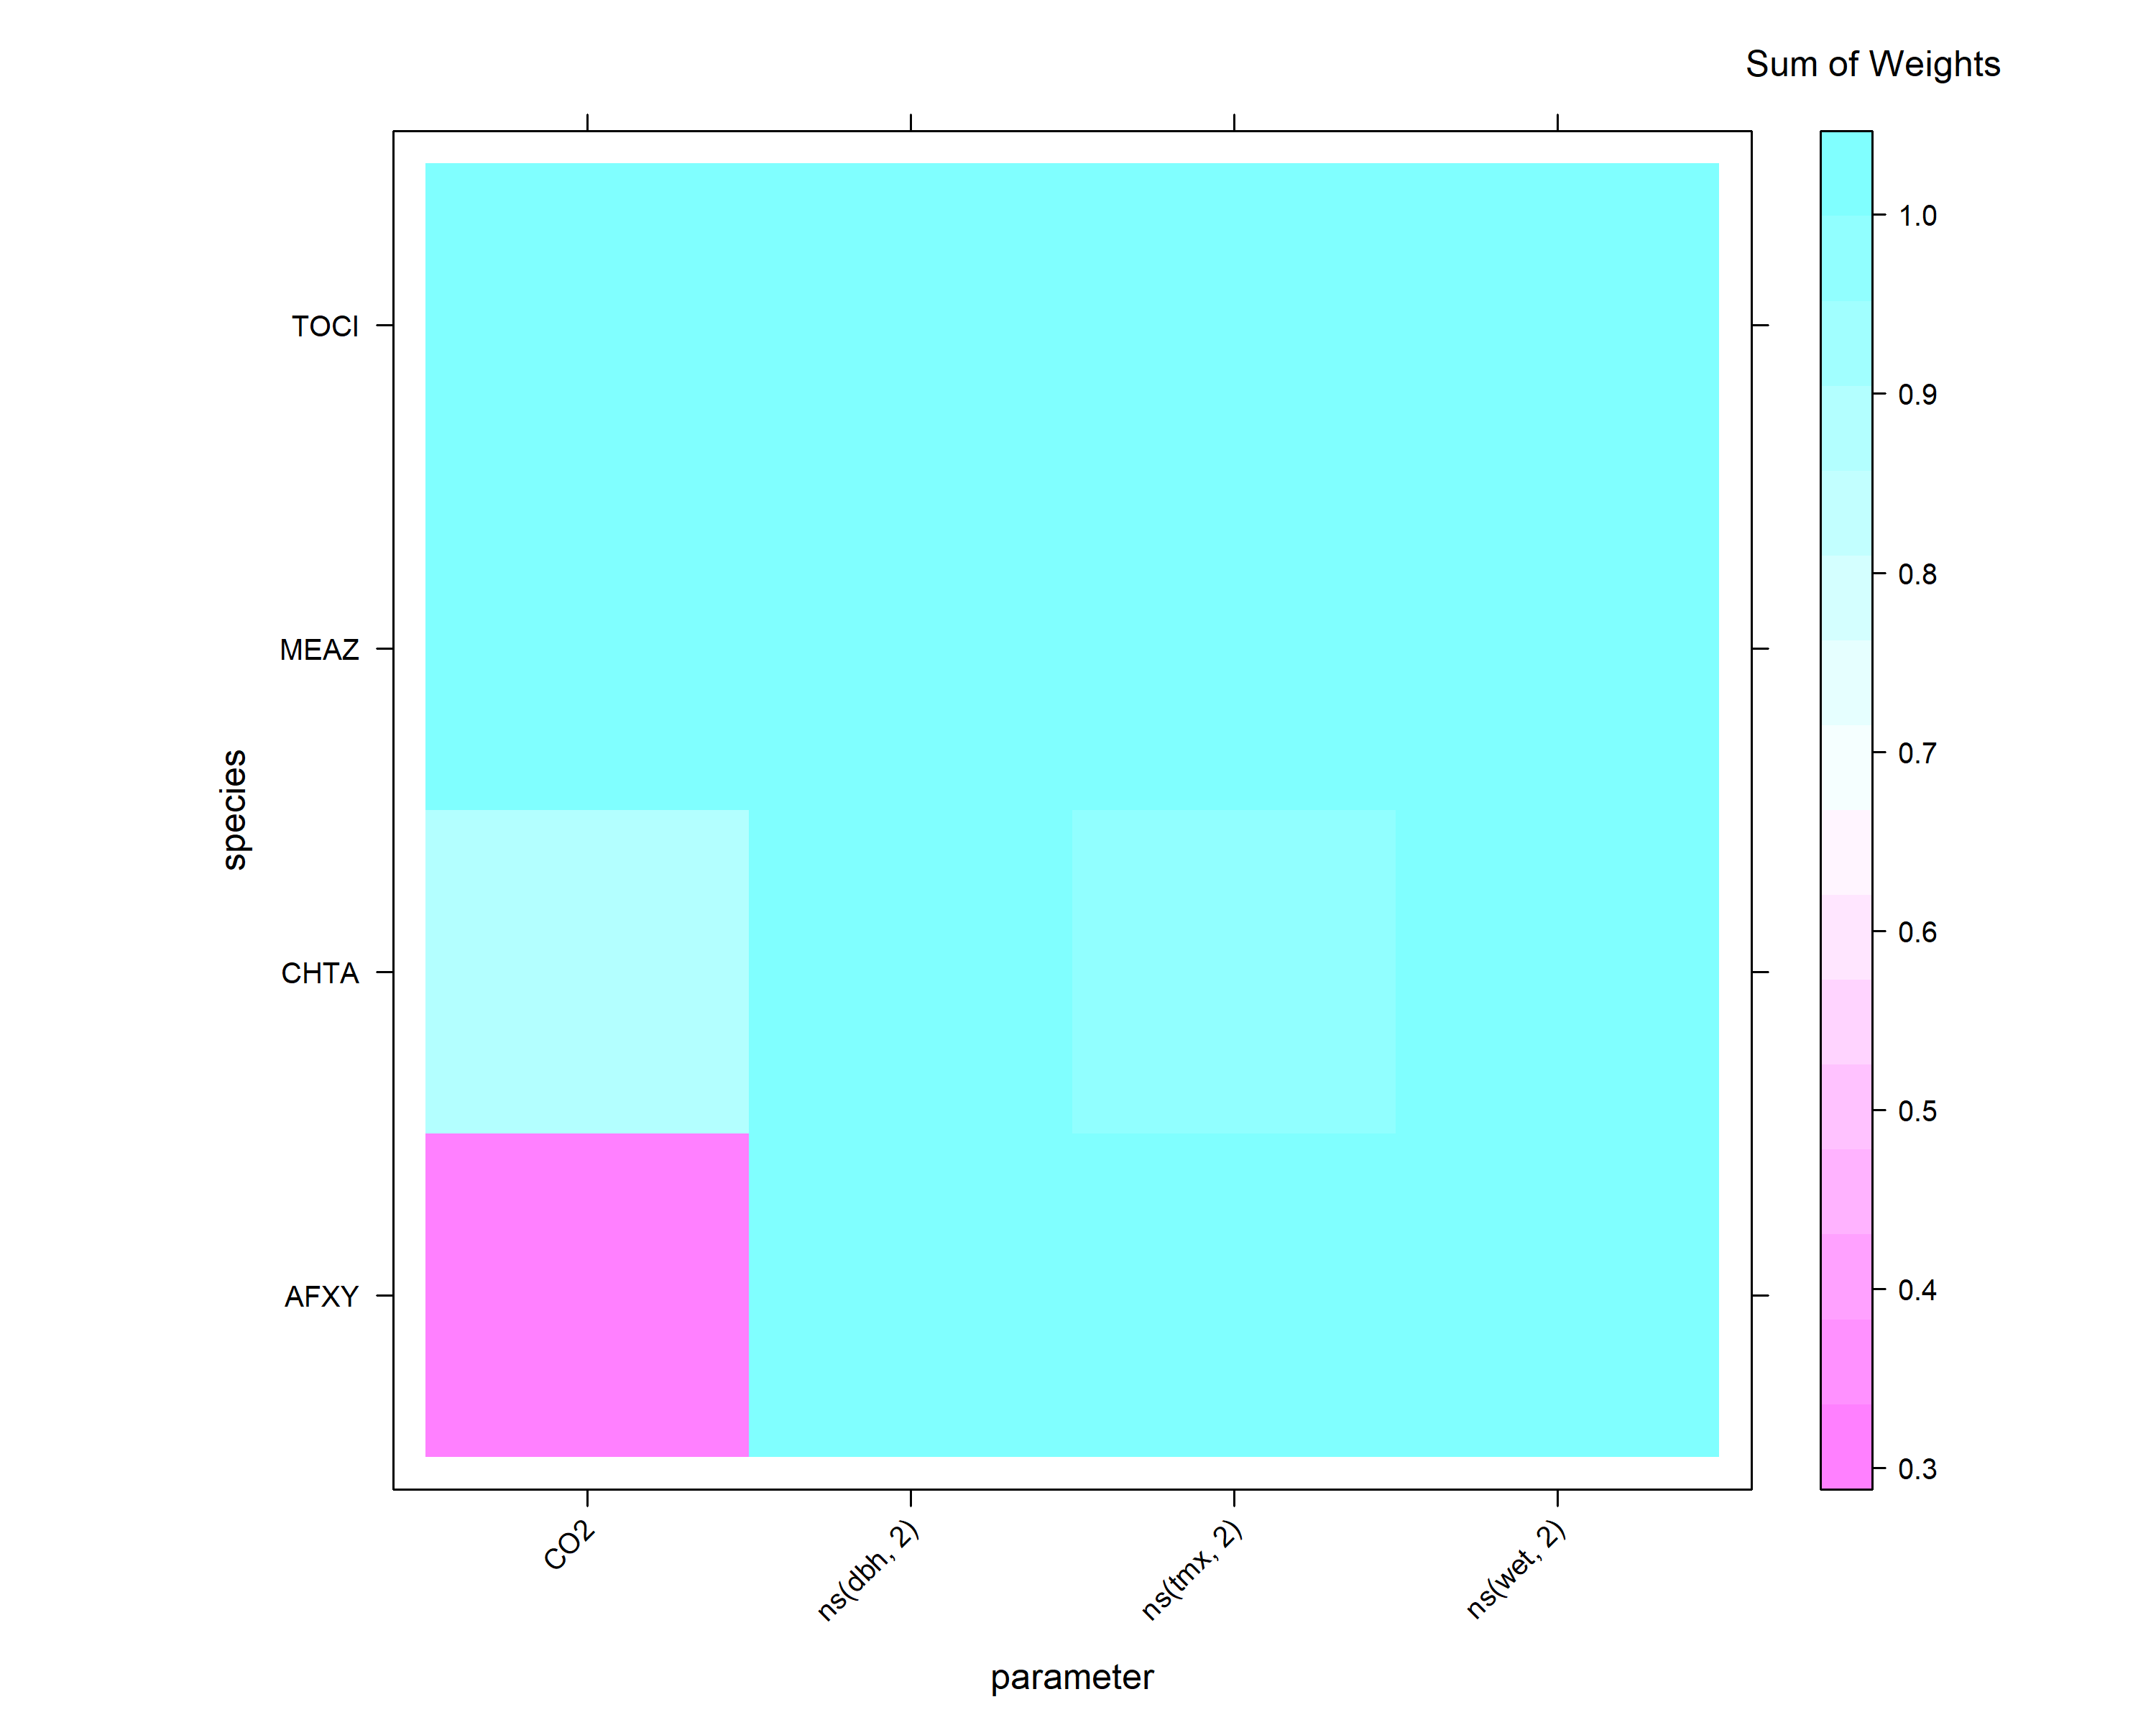 Sum of Weights
1.0
0.9
0.8
0.7
0.6
0.5
0.4
0.3
species
TOCI
MEAZ
CHTA
AFXY
CO2
ns(dbh, 2)
ns(tmx, 2)
ns(wet, 2)
parameter